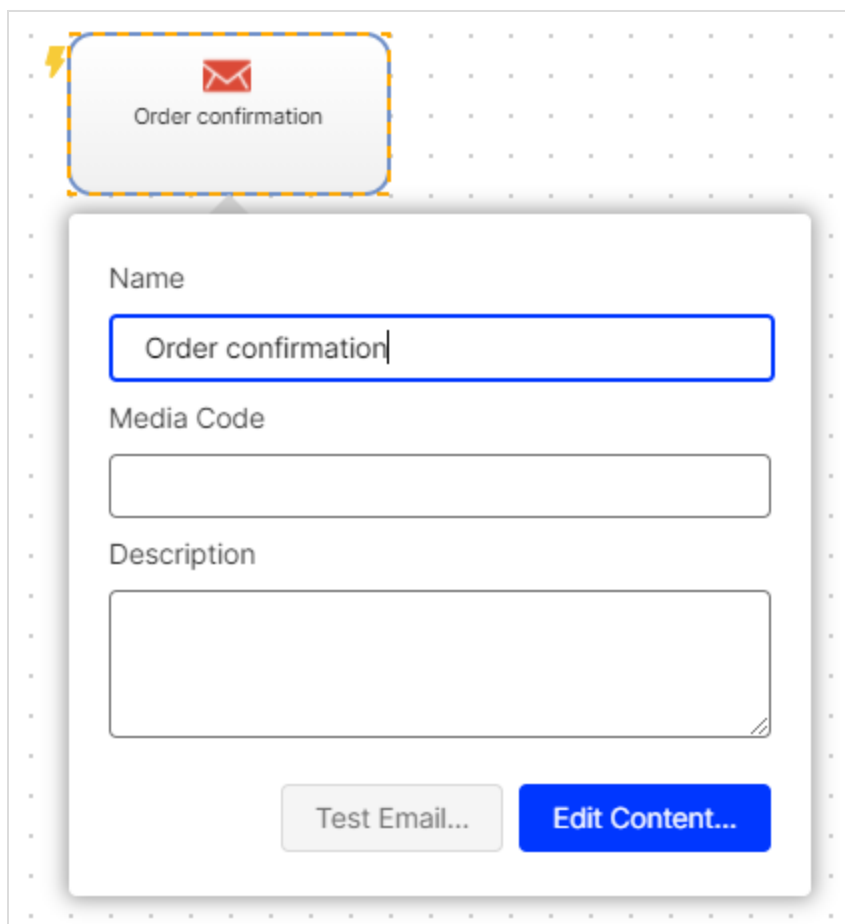 Order confirmation
Name
Order confirmation
Media Code
Description
Test Email...
Edit Content...